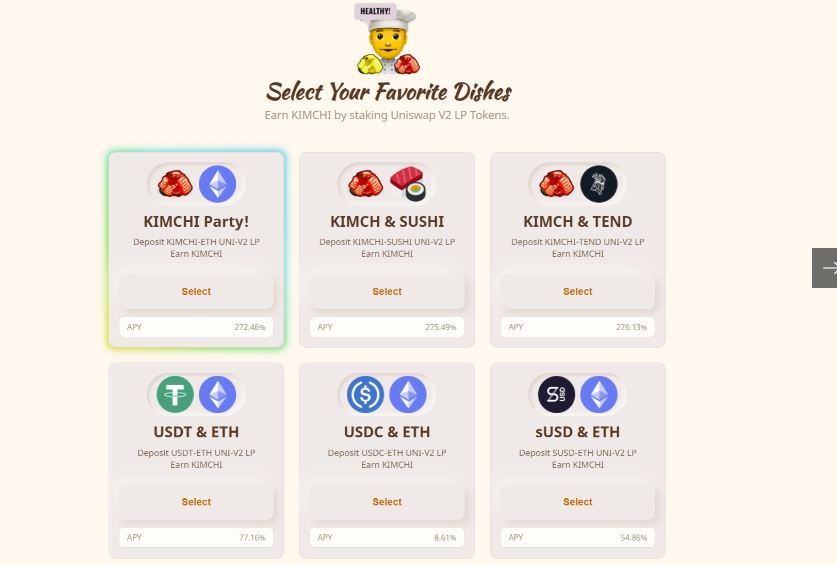 HEALTHY!
Select Your Favorite Dishes
Earn KIMCHI by staking Uniswap V2 LP Tokens.
KIMCHI Party!
Deposit KIMCHI-ETH UNI-V2 LP
Earn KIMCHI
Select
APY 272.46%
KIMCH & SUSHI
Deposit KIMCHI-SUSHI UNI-V2 LP
Earn KIMCHI
Select
APY 275.49%
KIMCH & TEND
Deposit KIMCHI-TEND UNI-V2 LP
Earn KIMCHI
Select
APY 276.13%
USDT & ETH
Deposit USDT-ETH UNI-V2 LP
Earn KIMCHI
Select
APY 77.16%
USDC & ETH
Deposit USDC-ETH UNI-V2 LP
Earn KIMCHI
Select
APY 8.61%
S USD
sUSD & ETH
Deposit SUSD-ETH UNI-V2 LP
Earn KIMCHI
Select
APY 54.86%